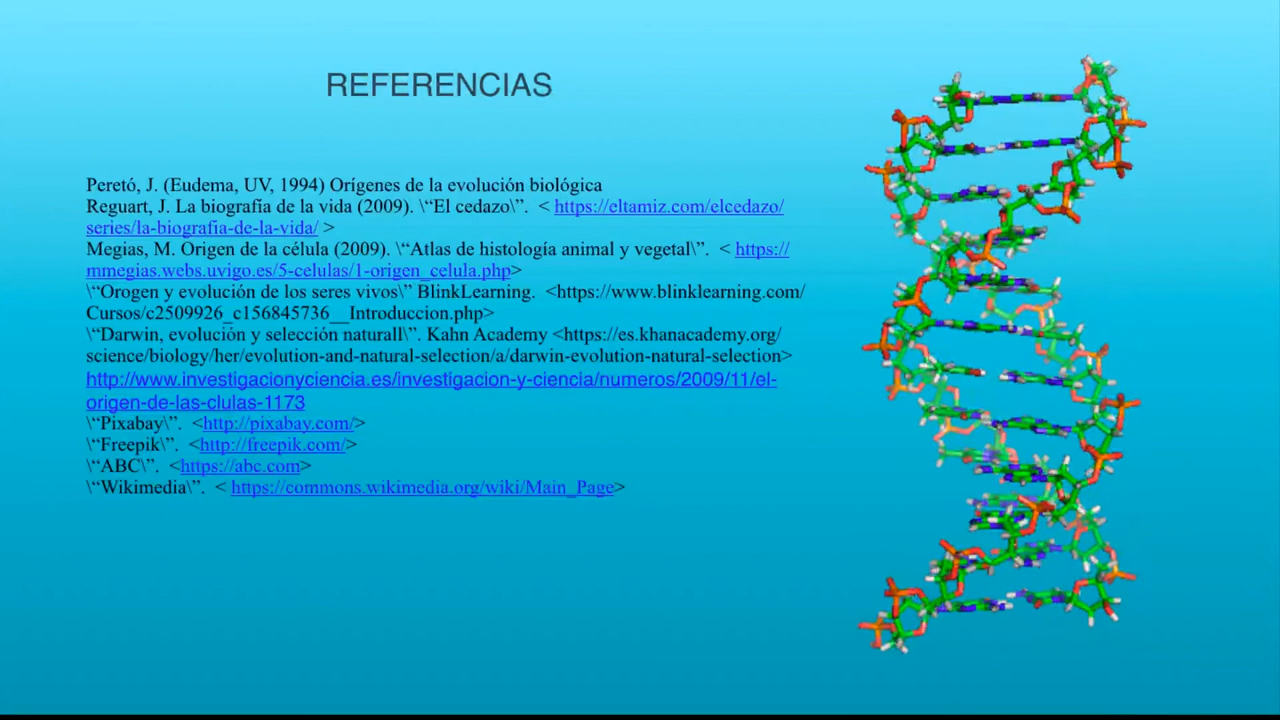 REFERENCIAS
Peretó, J. (Eudema, UV, 1994) Orígenes de la evolución biológica
Reguart, J. La biografía de la vida (2009). \“El cedazo\”.  < https://eltamiz.com/elcedazo/
series/la-biografia-de-la-vida/ >
Megias, M. Origen de la célula (2009). \“Atlas de histología animal y vegetal\”.  < https://
mmegias.webs.uvigo.es/5-celulas/1-origen_celula.php>
\“Orogen y evolución de los seres vivos\” BlinkLearning.  <https://www.blinklearning.com/
Cursos/c2509926_c156845736__Introduccion.php>
\“Darwin, evolución y selección naturall\”. Kahn Academy <https://es.khanacademy.org/
science/biology/her/evolution-and-natural-selection/a/darwin-evolution-natural-selection>
http://www.investigacionyciencia.es/investigacion-y-ciencia/numeros/2009/11/el-
origen-de-las-clulas-1173
\“Pixabay\”.  <http://pixabay.com/>
\“Freepik\”.  <http://freepik.com/>
\“ABC\”.  <https://abc.com>
\“Wikimedia\”.  < https://commons.wikimedia.org/wiki/Main_Page>